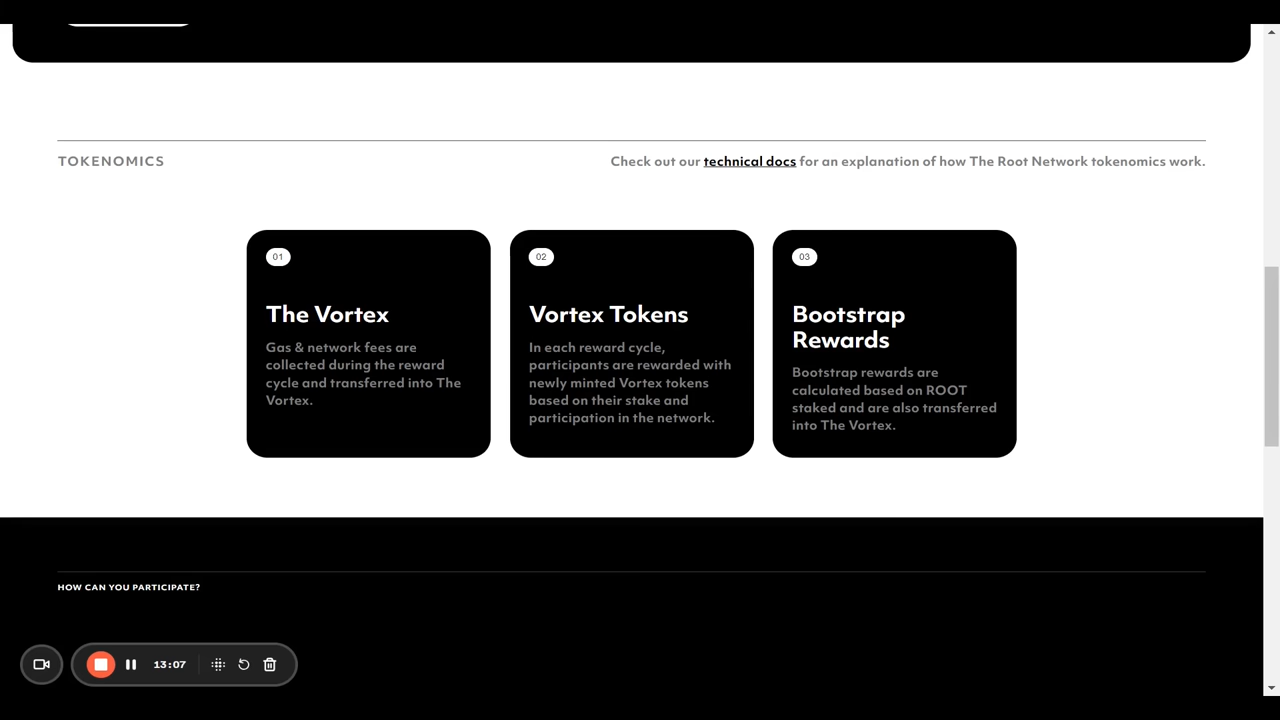 TOKENOMICS
Check out our technical docs for an explanation of how The Root Network tokenomics work.
01
The Vortex
Gas & network fees are
collected during the reward
cycle and transferred into The
Vortex.
02
Vortex Tokens
In each reward cycle,
participants are rewarded with
newly minted Vortex tokens
based on their stake and
participation in the network.
03
Bootstrap
Rewards
Bootstrap rewards are
calculated based on ROOT
staked and are also transferred
into The Vortex.
HOW CAN YOU PARTICIPATE?
13:07